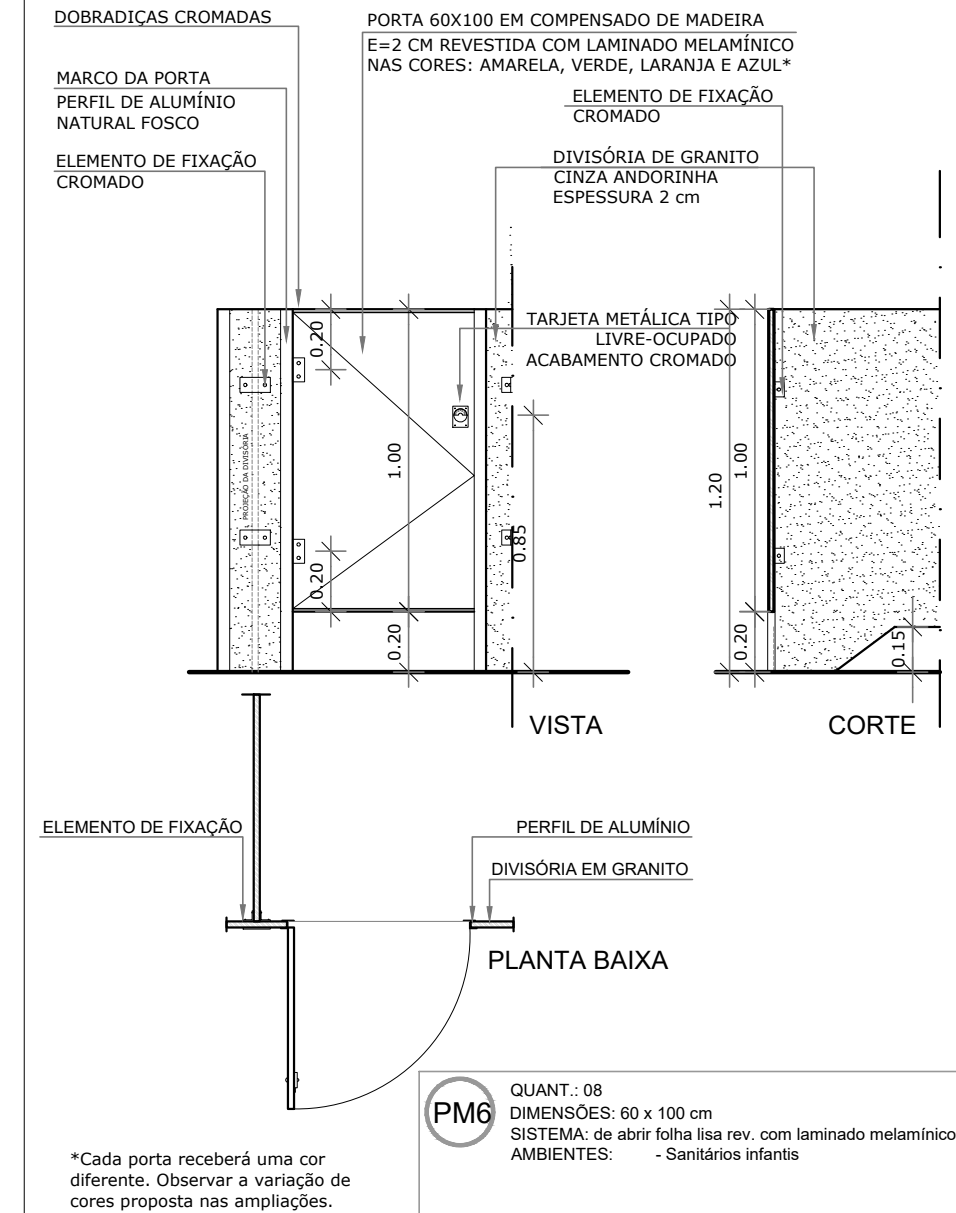 DOBRADIÇAS CROMADAS
PORTA 60X100 EM COMPENSADO DE MADEIRA
E=2 CM REVESTIDA COM LAMINADO MELAMÍNICO
NAS CORES: AMARELA, VERDE, LARANJA E AZUL*
MARCO DA PORTA
PERFIL DE ALUMÍNIO
NATURAL FOSCO
ELEMENTO DE FIXAÇÃO
CROMADO
ELEMENTO DE FIXAÇÃO
CROMADO
DIVISÓRIA DE GRANITO
CINZA ANDORINHA
ESPESSURA 2 cm
TARJETA METÁLICA TIPO
LIVRE-OCUPADO
ACABAMENTO CROMADO
0.20
1.00
PROJEÇÃO DA DIVISÓRIA
0.85
0.20
0.20
1.20
1.00
0.20
0.15
VISTA
CORTE
ELEMENTO DE FIXAÇÃO
PERFIL DE ALUMÍNIO
DIVISÓRIA EM GRANITO
PLANTA BAIXA
PM6
QUANT.: 08
DIMENSÕES: 60 x 100 cm
SISTEMA: de abrir folha lisa rev. com laminado melamínico
AMBIENTES: - Sanitários infantis
*Cada porta receberá uma cor
diferente. Observar a variação de
cores proposta nas ampliações.